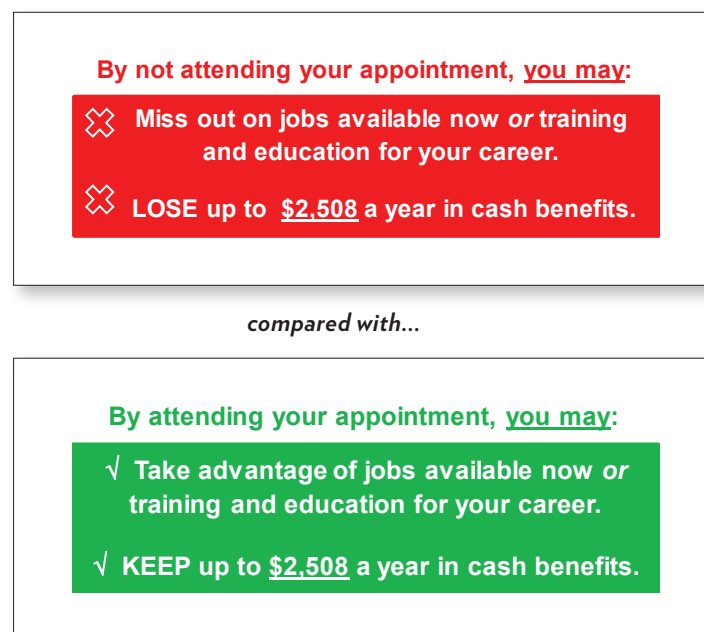 By not attending your appointment, you may:
Miss out on jobs available now or training
and education for your career.
LOSE up to $2,508 a year in cash benefits.
compared with...
By attending your appointment, you may:
√ Take advantage of jobs available now or
training and education for your career.
√ KEEP up to $2,508 a year in cash benefits.